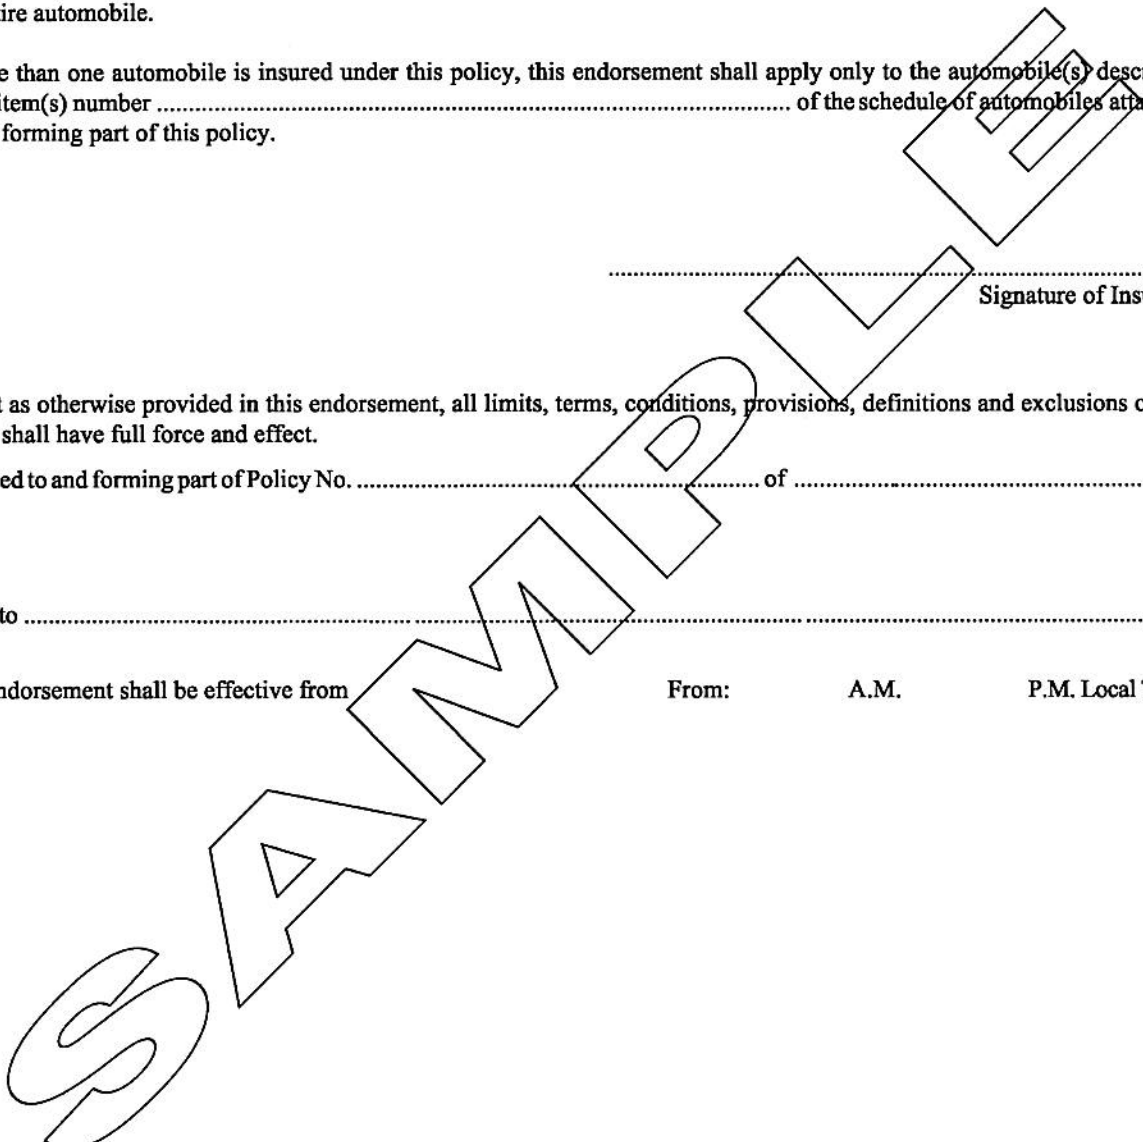 ire automobile.
e than one automobile is insured under this policy, this endorsement shall apply only to the automobile(s) desc
item(s) number ........ of the schedule of automobiles atta
forming part of this policy.
Signature of Ins
t as otherwise provided in this endorsement, all limits, terms, conditions, provisions, definitions and exclusions o
shall have full force and effect.
ed to and forming part of Policy No. ........ of ........
to ........
ndorsement shall be effective from From: A.M. P.M. Local
SAMPLE